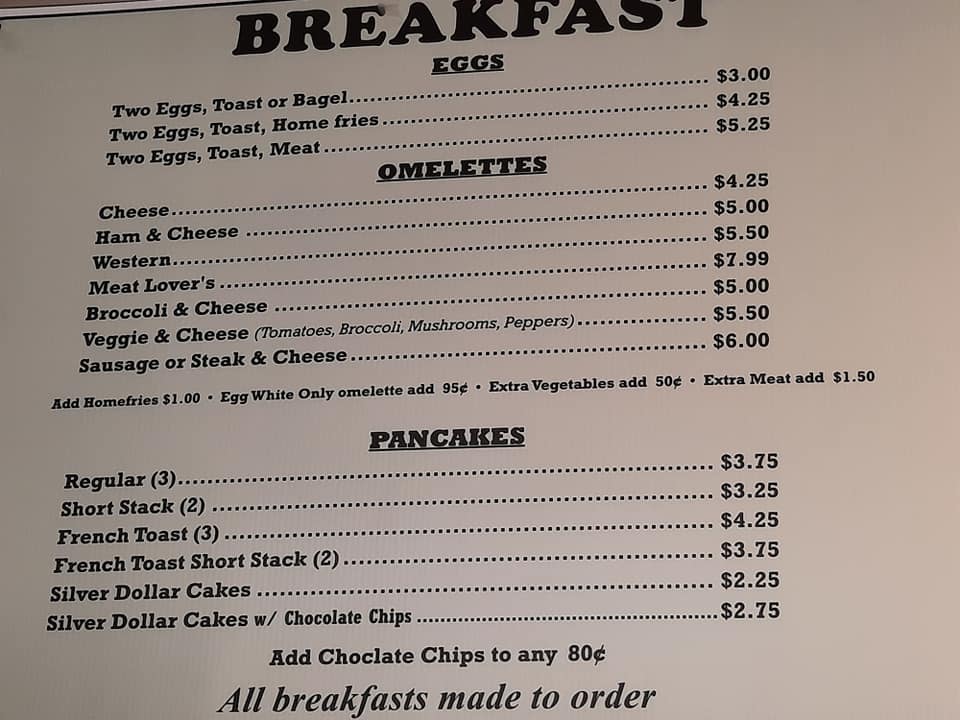 BREAKFAST
EGGS
Two Eggs, Toast or Bagel.................................................... $3.00
Two Eggs, Toast, Home fries................................................ $4.25
Two Eggs, Toast, Meat........................................................ $5.25
OMELETTES
Cheese............................................................................ $4.25
Ham & Cheese .................................................................. $5.00
Western........................................................................... $5.50
Meat Lover's ..................................................................... $7.99
Broccoli & Cheese .............................................................. $5.00
Veggie & Cheese (Tomatoes, Broccoli, Mushrooms, Peppers).................. $5.50
Sausage or Steak & Cheese................................................... $6.00
Add Homefries $1.00 • Egg White Only omelette add 95¢ • Extra Vegetables add 50¢ • Extra Meat add $1.50
PANCAKES
Regular (3)........................................................................ $3.75
Short Stack (2) ................................................................... $3.25
French Toast (3) ................................................................. $4.25
French Toast Short Stack (2)................................................. $3.75
Silver Dollar Cakes ............................................................. $2.25
Silver Dollar Cakes w/ Chocolate Chips .................................................. $2.75
Add Choclate Chips to any 80¢
All breakfasts made to order